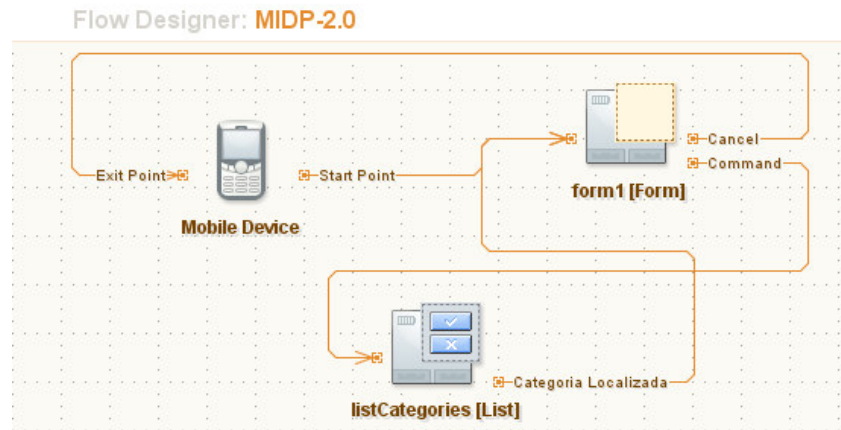 Flow Designer: MIDP-2.0
Cancel
Command
Exit Point
Start Point
form1 [Form]
Mobile Device
Categoria Localizada
listCategories [List]